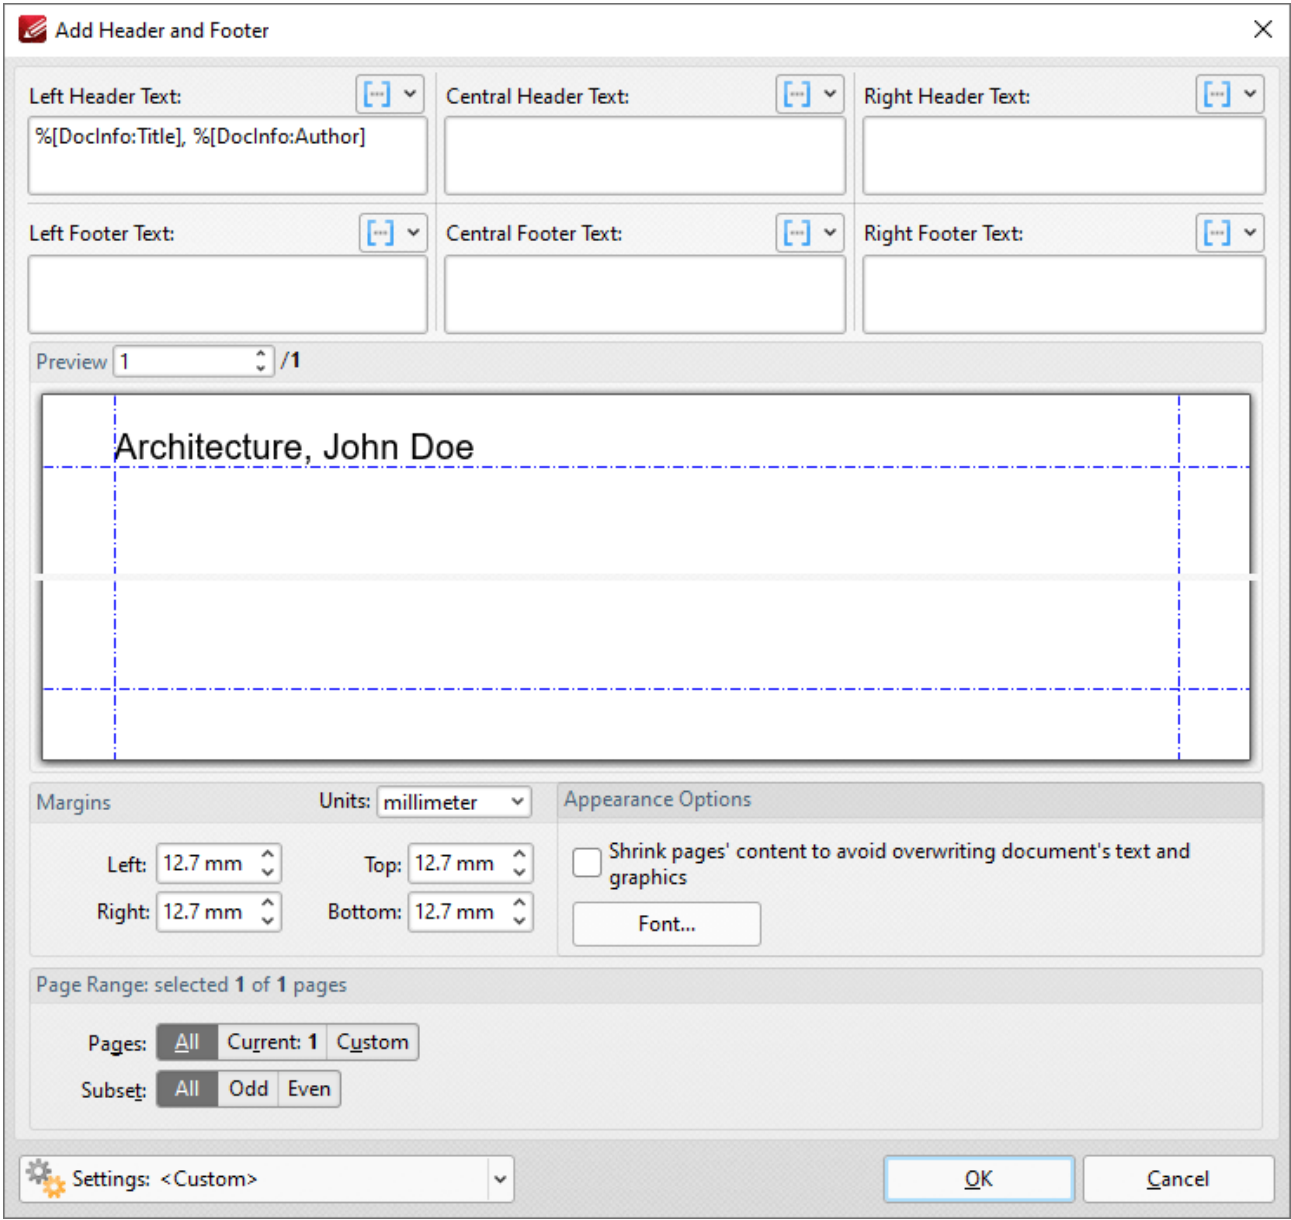 Add Header and Footer
Left Header Text:
Central Header Text:
Right Header Text:
%[DocInfo:Title], %[DocInfo:Author]
Left Footer Text:
Central Footer Text:
Right Footer Text:
Preview 1 /1
Architecture, John Doe
Margins
Units: millimeter
Appearance Options
Left: 12.7 mm
Top: 12.7 mm
Shrink pages' content to avoid overwriting document's text and
graphics
Right: 12.7 mm
Bottom: 12.7 mm
Font...
Page Range: selected 1 of 1 pages
Pages: All Current: 1 Custom
Subset: All Odd Even
Settings: <Custom>
OK
Cancel